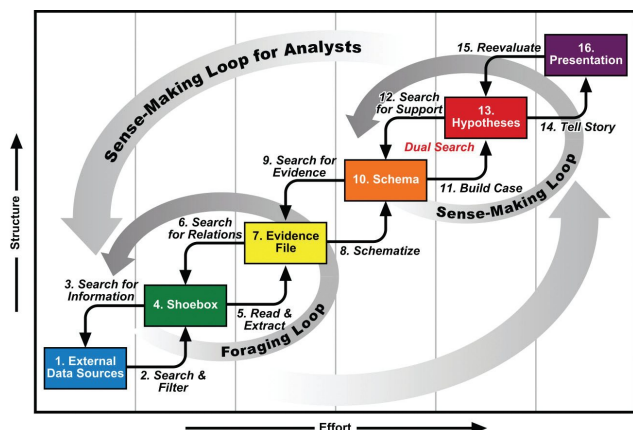 Sense-Making Loop for Analysts
15. Reevaluate
16.
Presentation
12. Search
for Support
13.
Hypotheses
14. Tell Story
Dual Search
9. Search for
Evidence
10. Schema
11. Build Case
Sense-Making Loop
6. Search
for Relations
7. Evidence
File
8. Schematize
3. Search for
Information
4. Shoebox
5. Read &
Extract
Foraging Loop
1. External
Data Sources
2. Search &
Filter
Structure
Effort